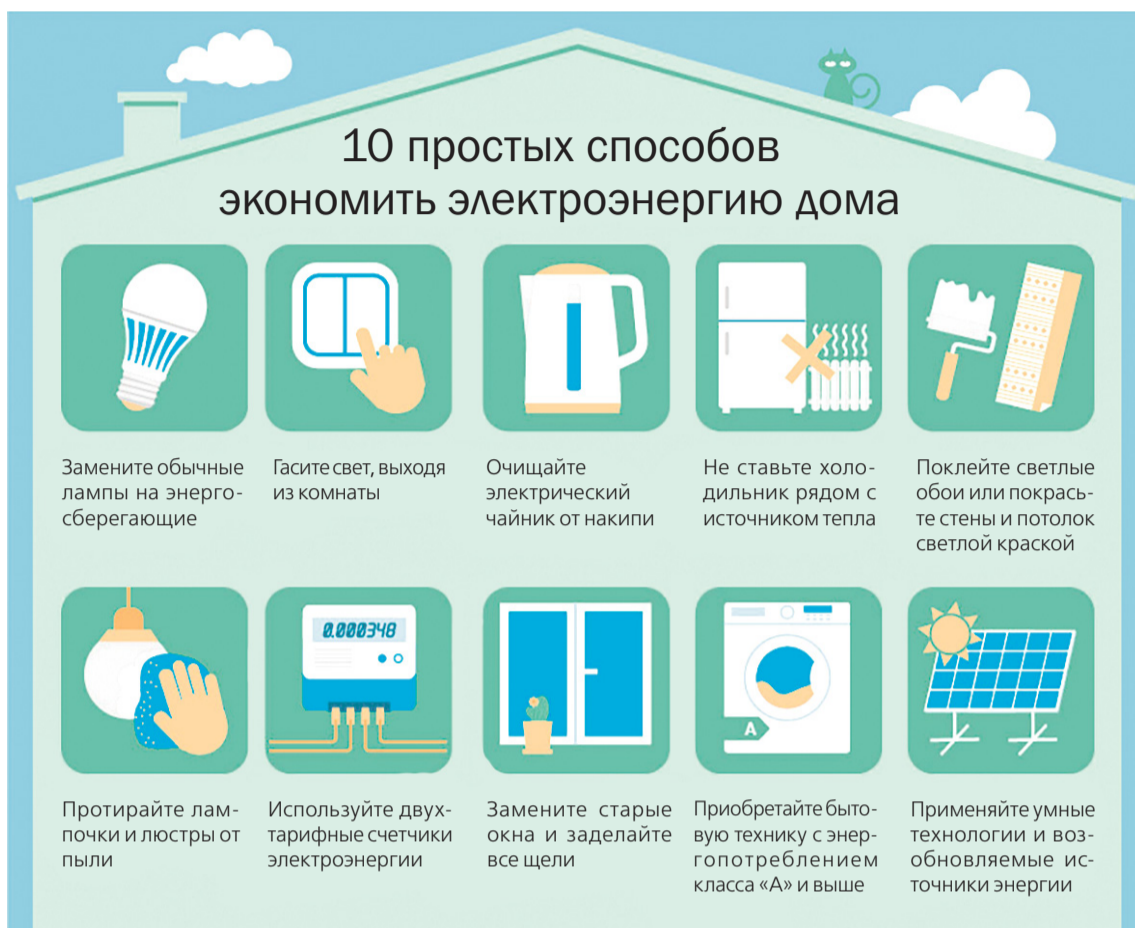 10 простых способов
экономить электроэнергию дома
Замените обычные
лампы на энерго-
сберегающие
Гасите свет, выходя
из комнаты
Очищайте
электрический
чайник от накипи
Не ставьте холо-
дильник рядом с
источником тепла
Поклейте светлые
обои или покрась-
те стены и потолок
светлой краской
0.000348
A
Протирайте лам-
почки и люстры от
пыли
Используйте двух-
тарифные счетчики
электроэнергии
Замените старые
окна и заделайте
все щели
Приобретайте быто-
вую технику с энер-
гопотреблением
класса «А» и выше
Применяйте умные
технологии и воз-
обновляемые ис-
точники энергии